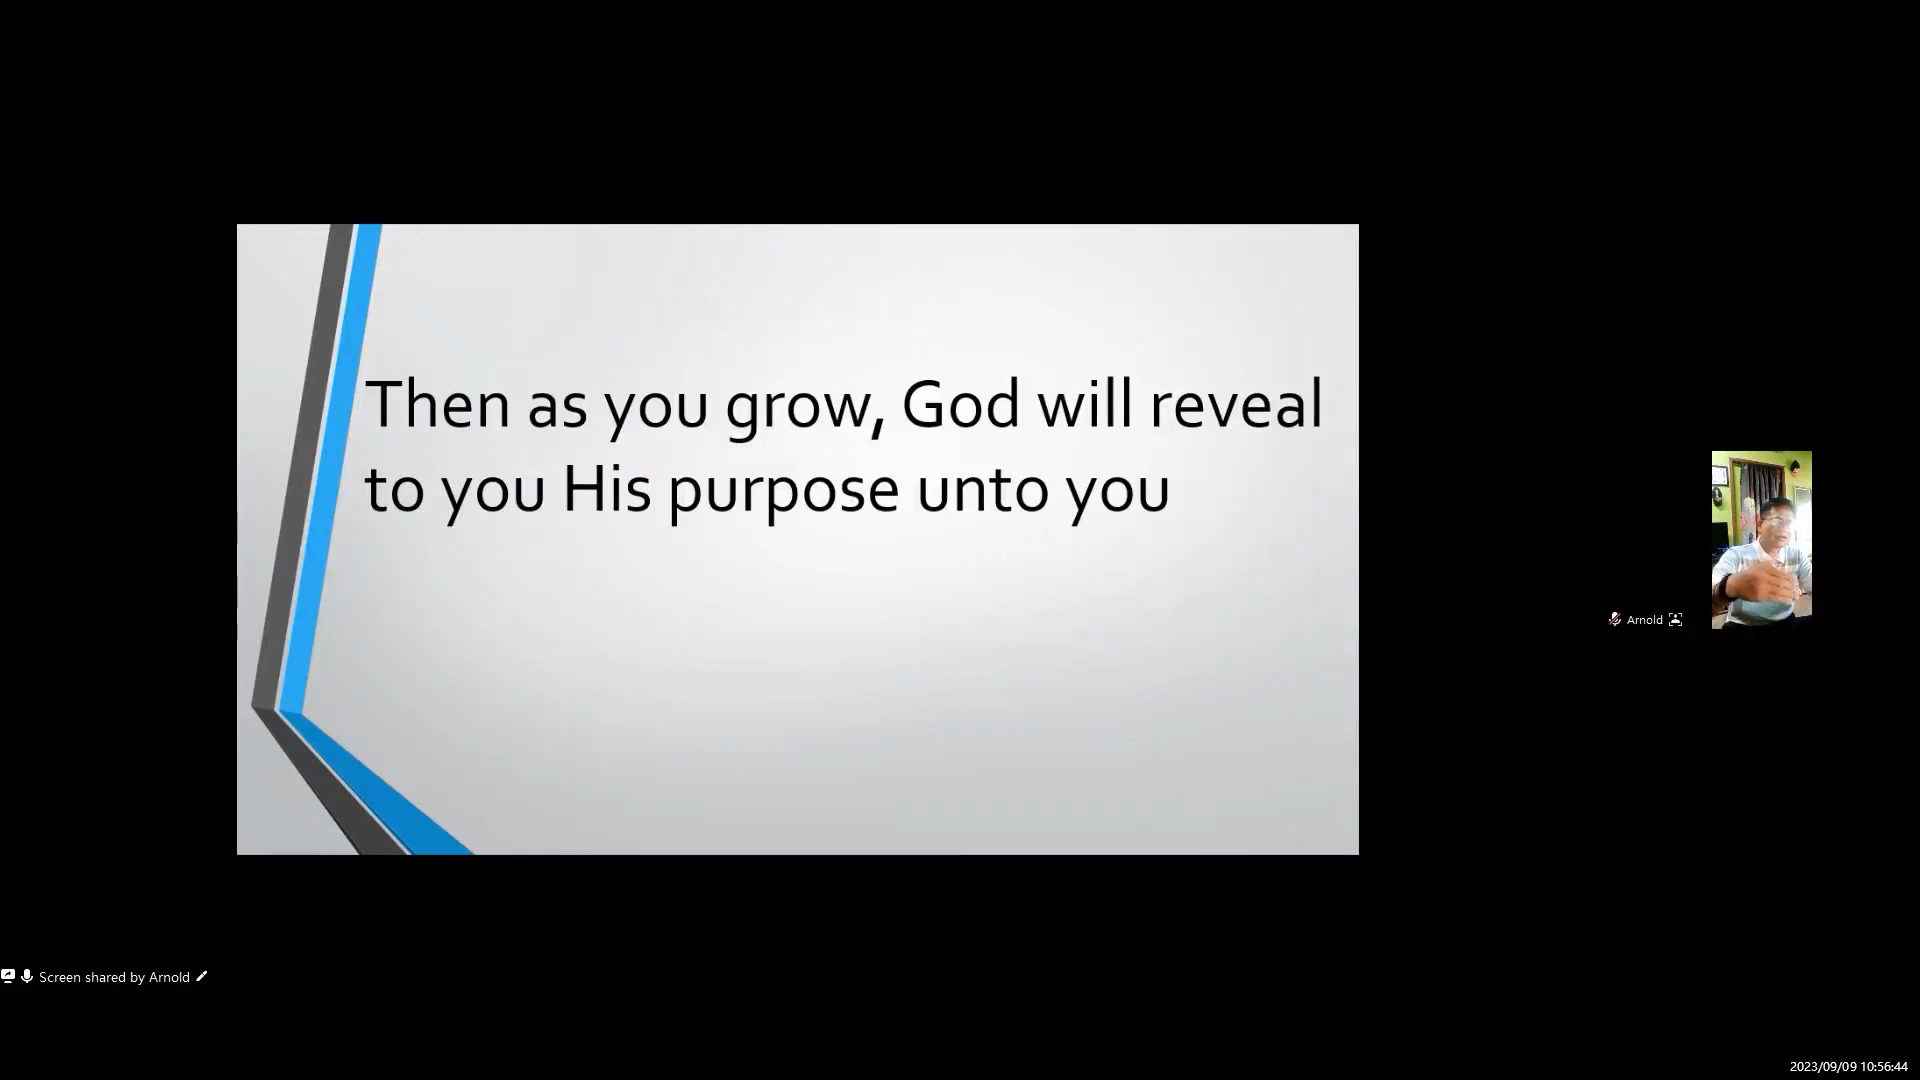 Then as you grow, God will reveal
to you His purpose unto you
Arnold
Screen shared by Arnold
2023/09/09 10:56:44